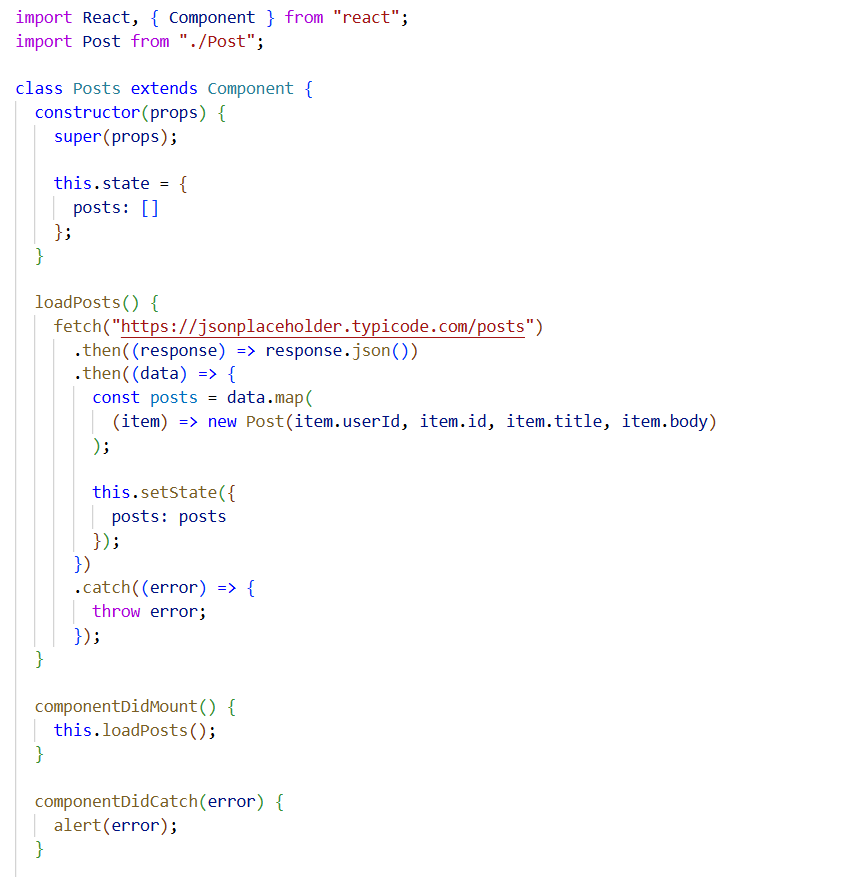 import React, { Component } from "react";
import Post from "./Post";
class Posts extends Component {
constructor(props) {
super(props);
this.state = {
posts: []
};
}
loadPosts() {
fetch("https://jsonplaceholder.typicode.com/posts")
.then((response) => response.json())
.then((data) => {
const posts = data.map(
(item) => new Post(item.userId, item.id, item.title, item.body)
);
this.setState({
posts: posts
});
})
.catch((error) => {
throw error;
});
}
componentDidMount() {
this.loadPosts();
}
componentDidCatch(error) {
alert(error);
}